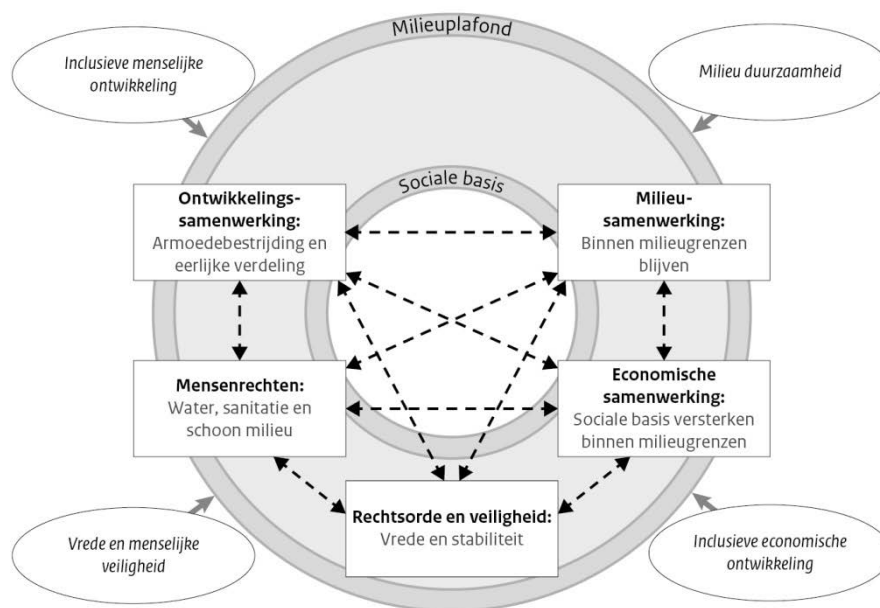 Milieuplafond
Inclusieve menselijke
ontwikkeling
Milieu duurzaamheid
Sociale basis
Ontwikkelings-
samenwerking:
Armoedebestrijding en
eerlijke verdeling
Milieu-
samenwerking:
Binnen milieugrenzen
blijven
Mensenrechten:
Water, sanitatie en
schoon milieu
Economische
samenwerking:
Sociale basis versterken
binnen milieugrenzen
Rechtsorde en veiligheid:
Vrede en stabiliteit
Vrede en menselijke
veiligheid
Inclusieve economische
ontwikkeling